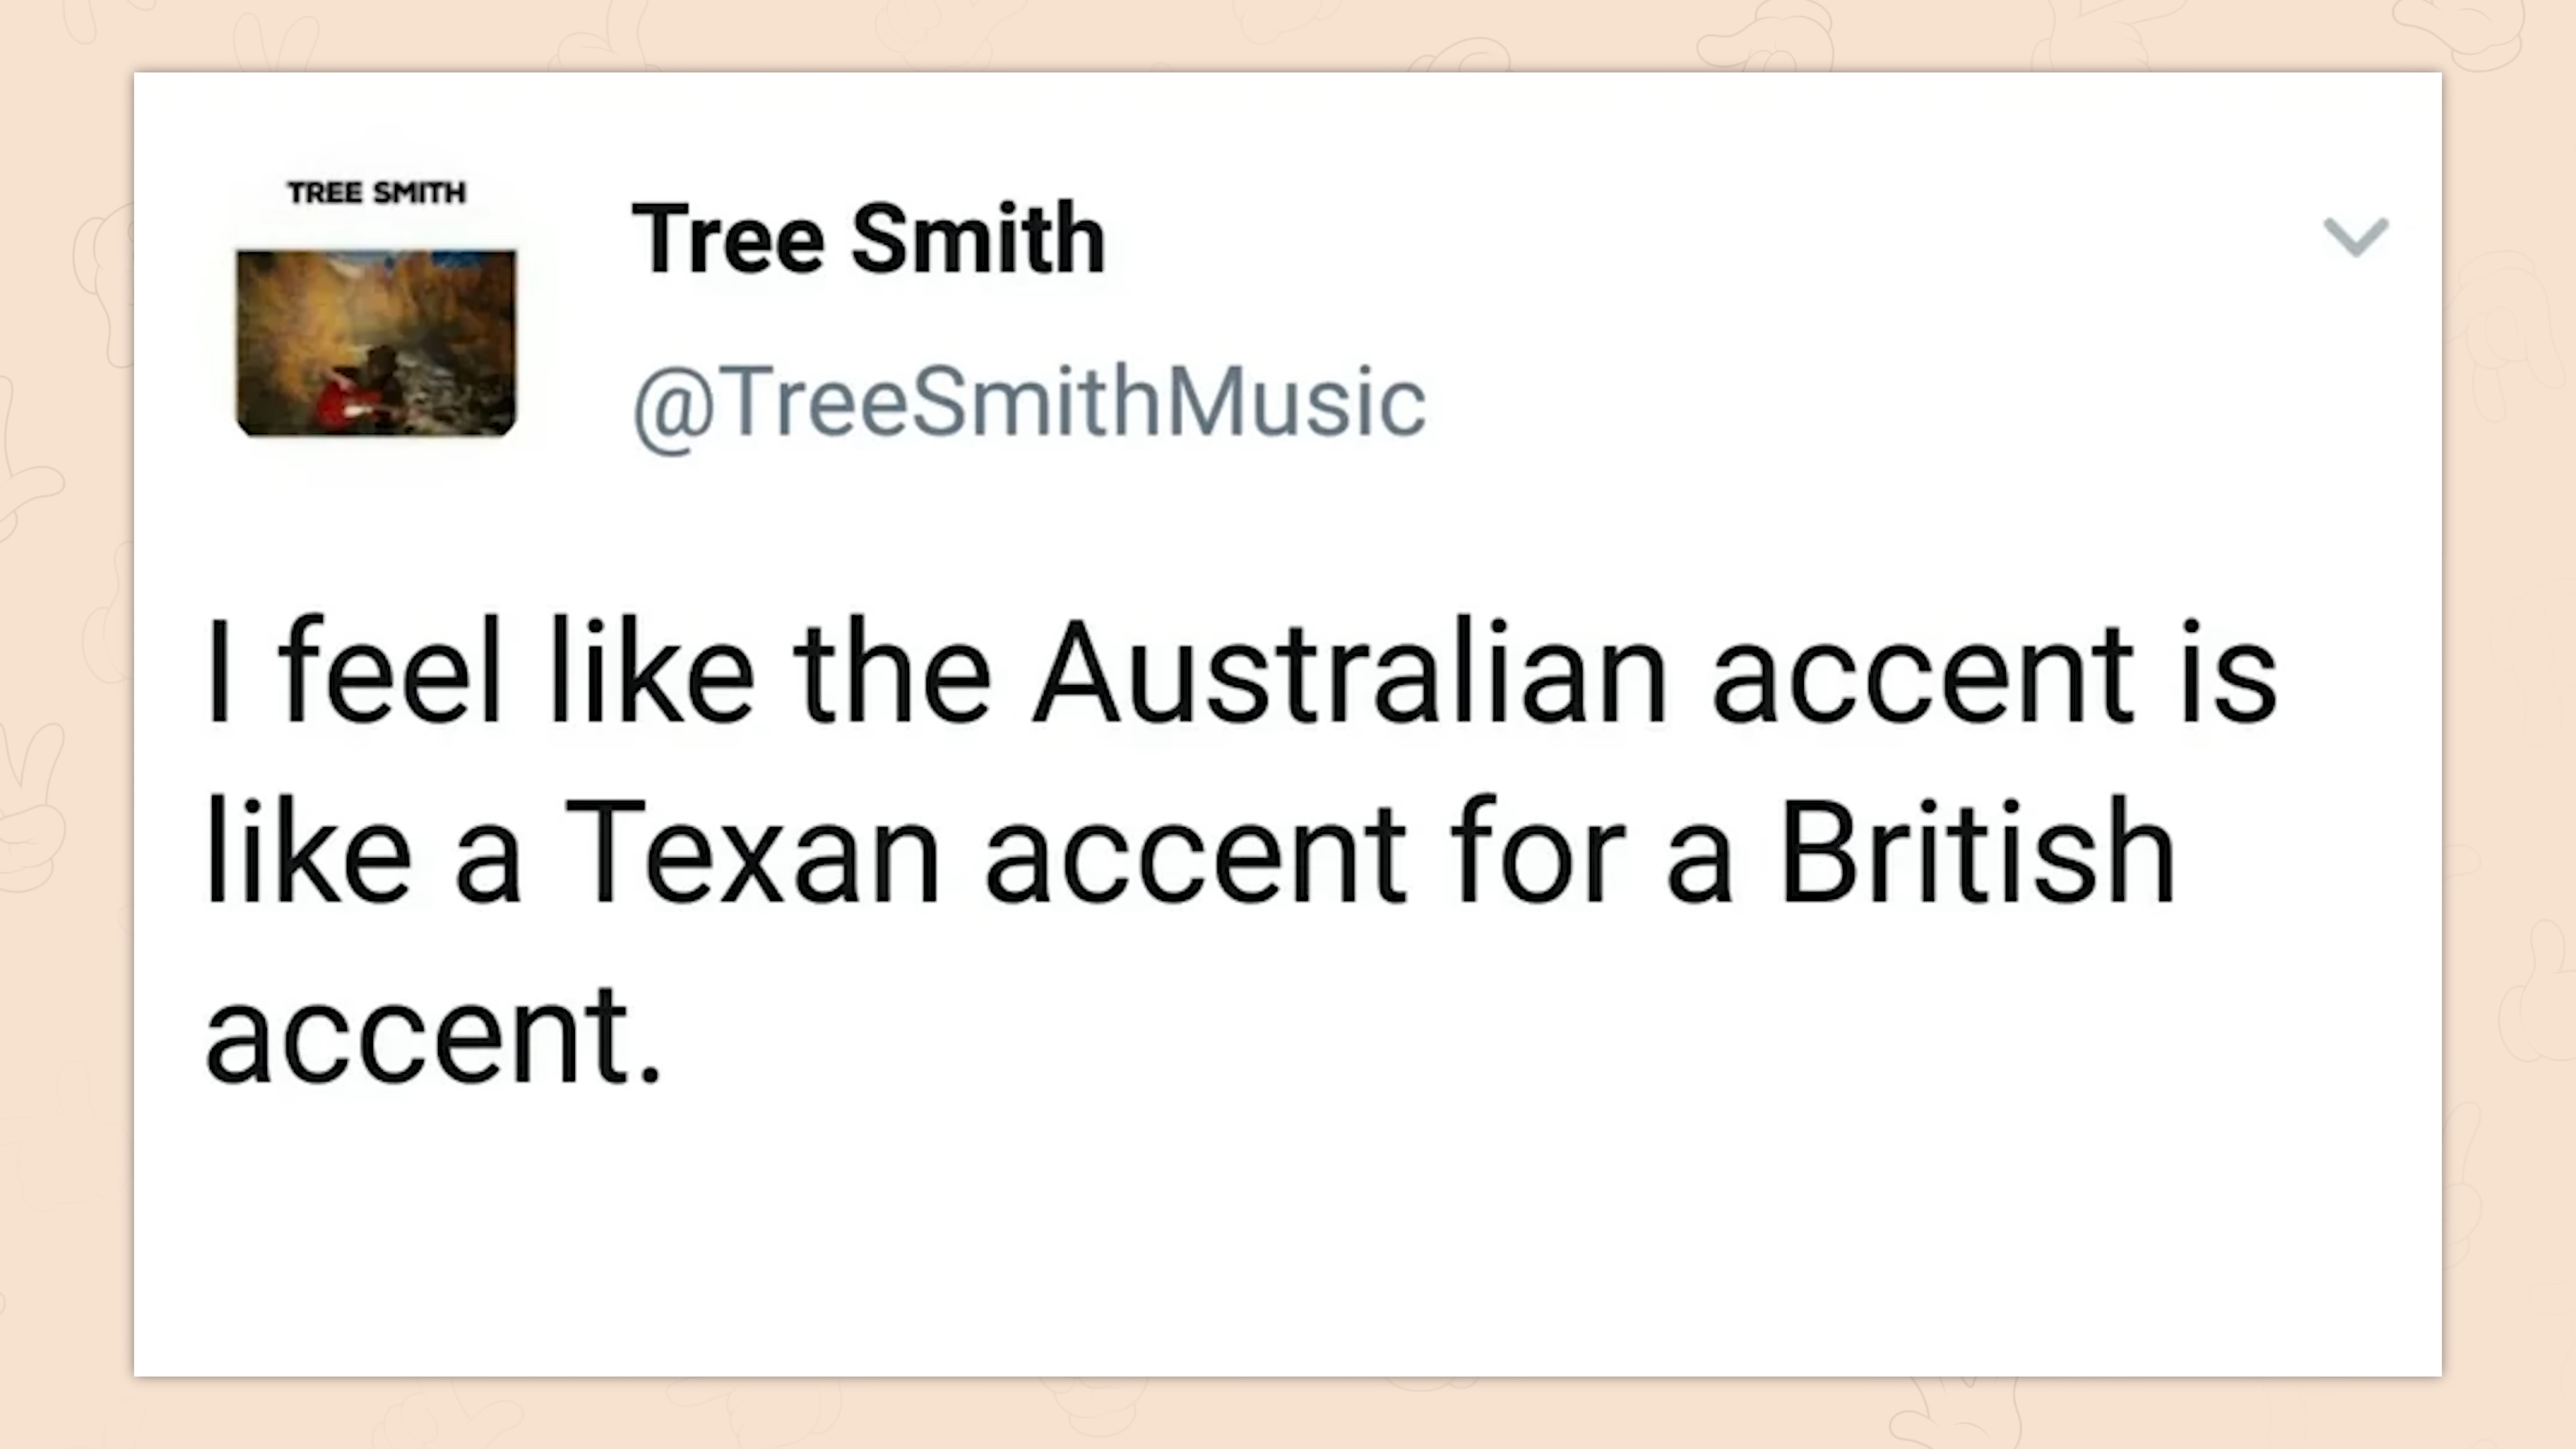 TREE SMITH
Tree Smith
@TreeSmithMusic
I feel like the Australian accent is
like a Texan accent for a British
accent.